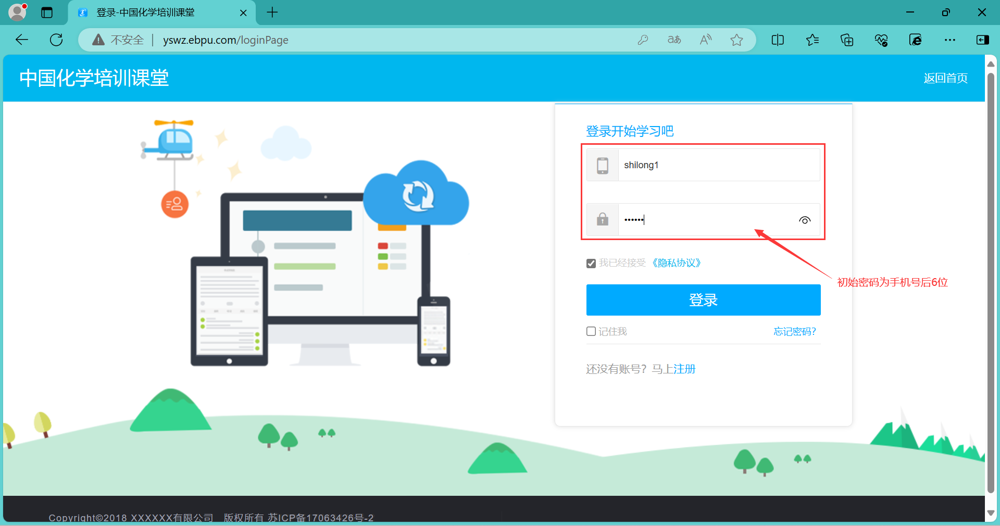 登录-中国化学培训课堂
不安全
yswz.ebpu.com/loginPage
中国化学培训课堂
返回首页
登录开始学习吧
shilong1
••••••
我已经接受 《隐私协议》
初始密码为手机号后6位
登录
记住我
忘记密码?
还没有账号? 马上注册
Copyright©2018 XXXXXX有限公司 版权所有 苏ICP备17063426号-2